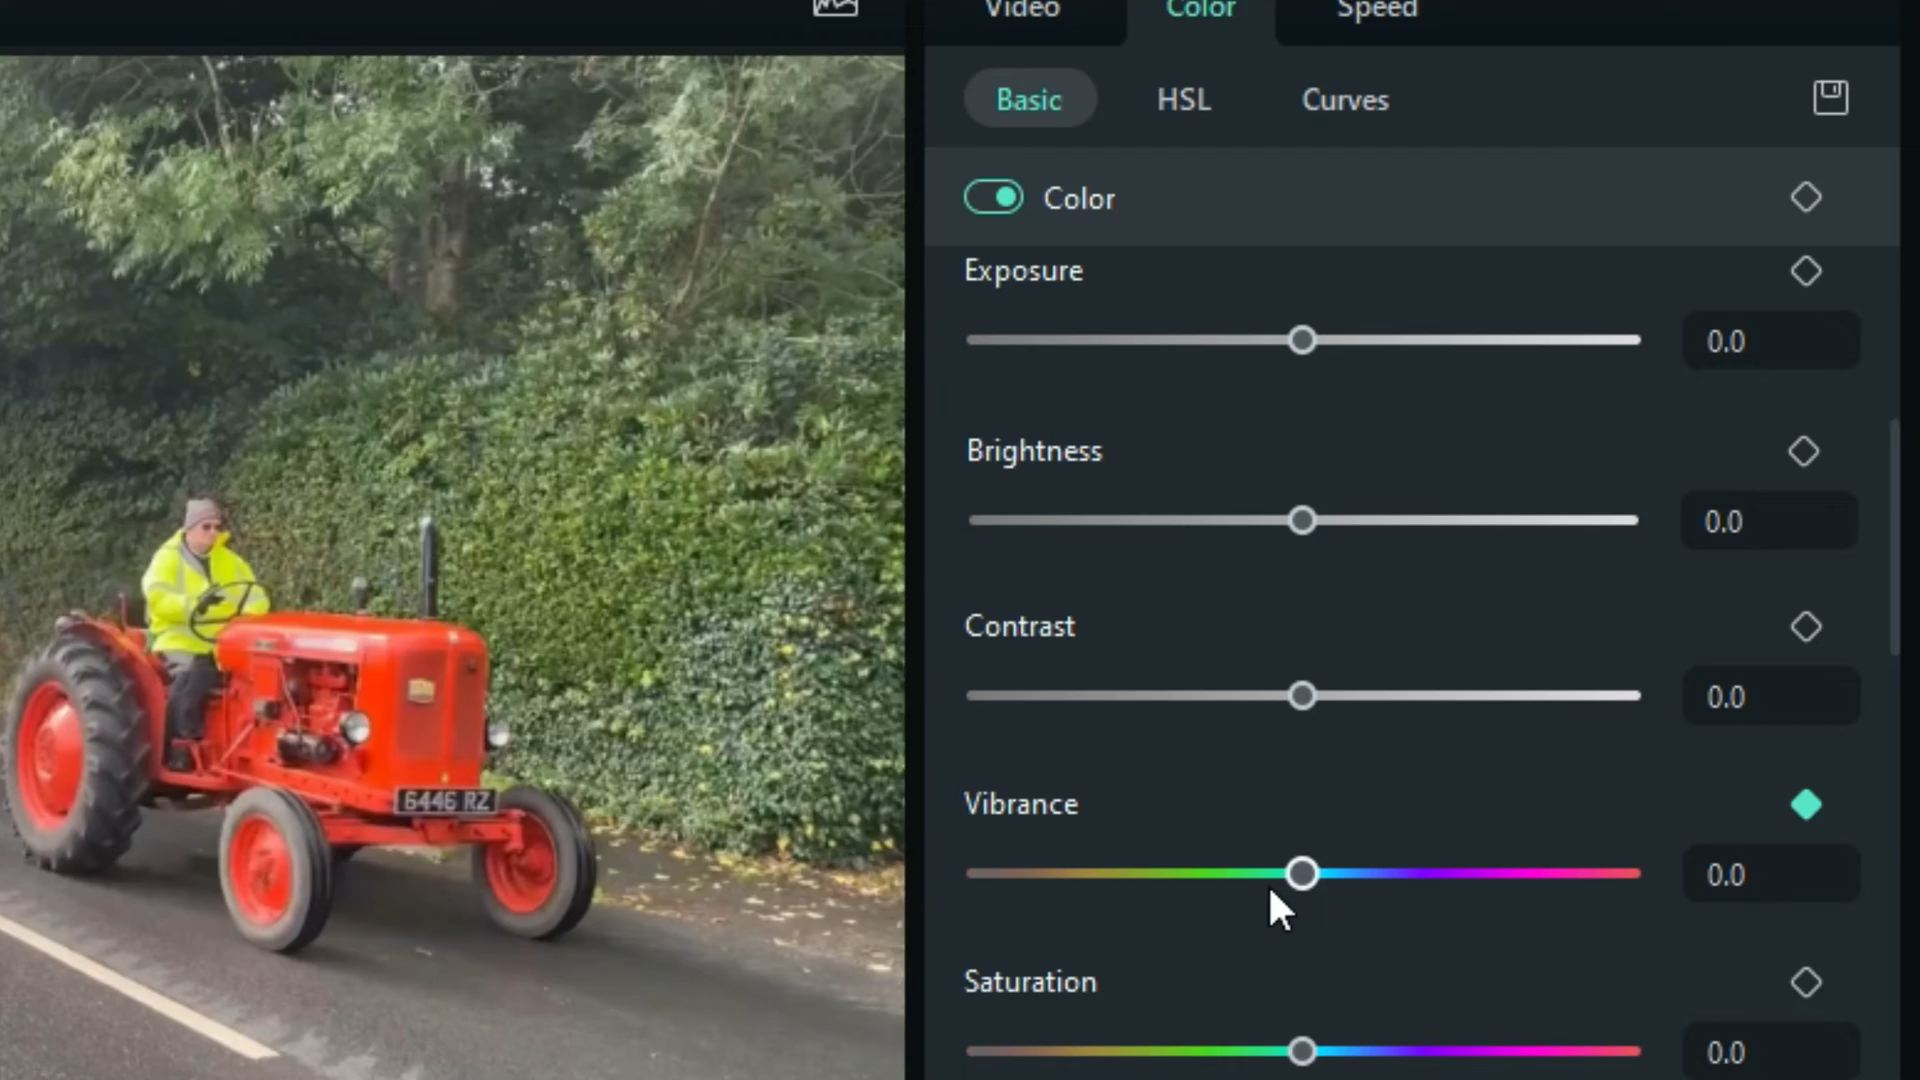 Video Color Speed
Basic HSL Curves
Color
Exposure
0.0
Brightness
0.0
Contrast
0.0
6446 RZ
Vibrance
0.0
Saturation
0.0